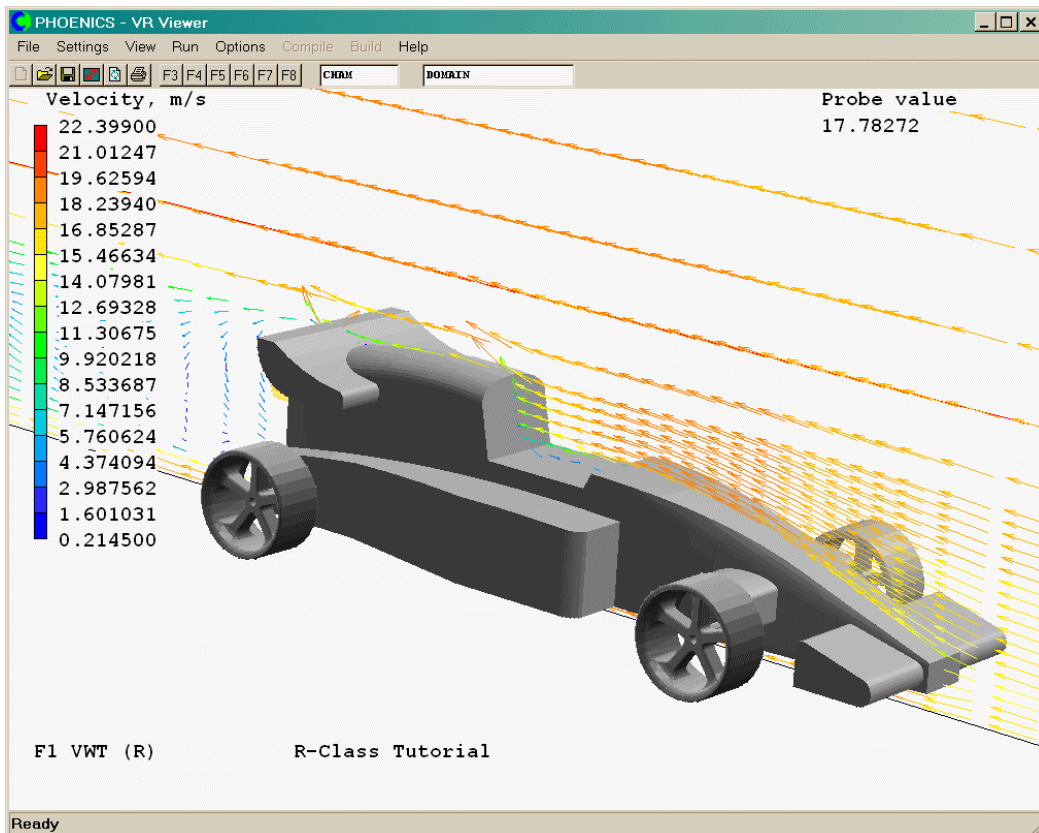 PHOENICS - VR Viewer
File Settings View Run Options Compile Build Help
F3 F4 F5 F6 F7 F8 CHAM DOMAIN
Velocity, m/s
Probe value
17.78272
22.39900
21.01247
19.62594
18.23940
16.85287
15.46634
14.07981
12.69328
11.30675
9.920218
8.533687
7.147156
5.760624
4.374094
2.987562
1.601031
0.214500
F1 VWT (R)
R-Class Tutorial
Ready